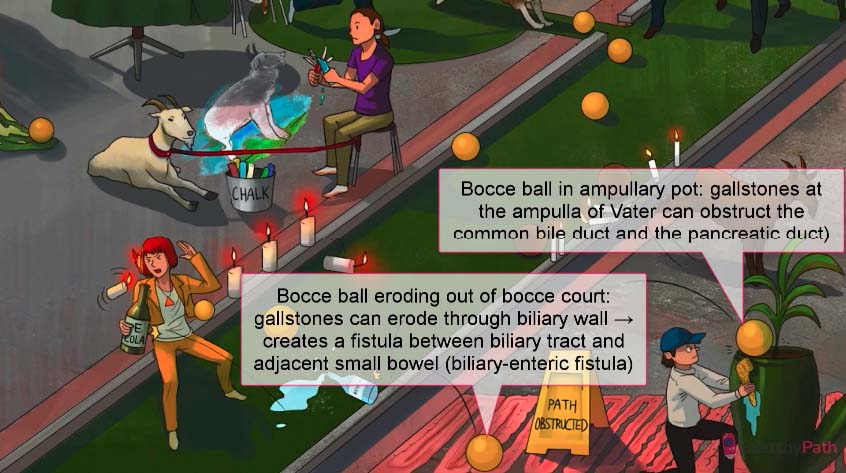 CHALK
Bocce ball in ampullary pot: gallstones at
the ampulla of Vater can obstruct the
common bile duct and the pancreatic duct)
Bocce ball eroding out of bocce court:
gallstones can erode through biliary wall →
creates a fistula between biliary tract and
adjacent small bowel (biliary-enteric fistula)
DE
COLA
PATH
OBSTRUCTED
SketchyPath